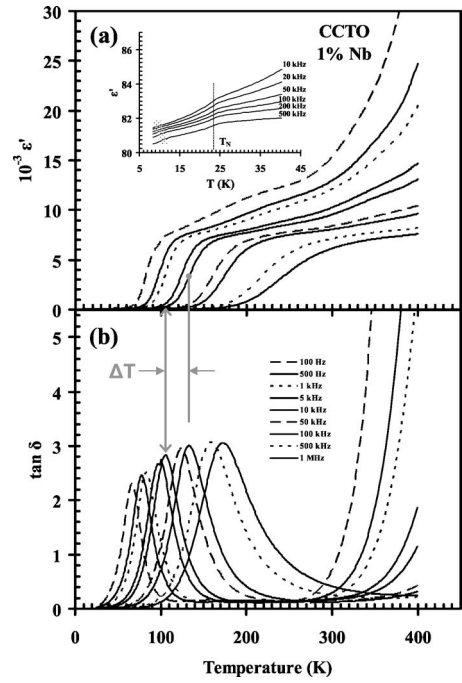 (a)
CCTO
1% Nb
30
25
20
15
10
5
0
10⁻³ ε'
86
84
82
80
ε'
10 kHz
20 kHz
50 kHz
100 kHz
200 kHz
500 kHz
T_N
5 15 25 35 45
T (K)
(b)
ΔT
100 Hz
500 Hz
1 kHz
5 kHz
10 kHz
50 kHz
100 kHz
500 kHz
1 MHz
5
4
3
2
1
0
tan δ
0 100 200 300 400
Temperature (K)